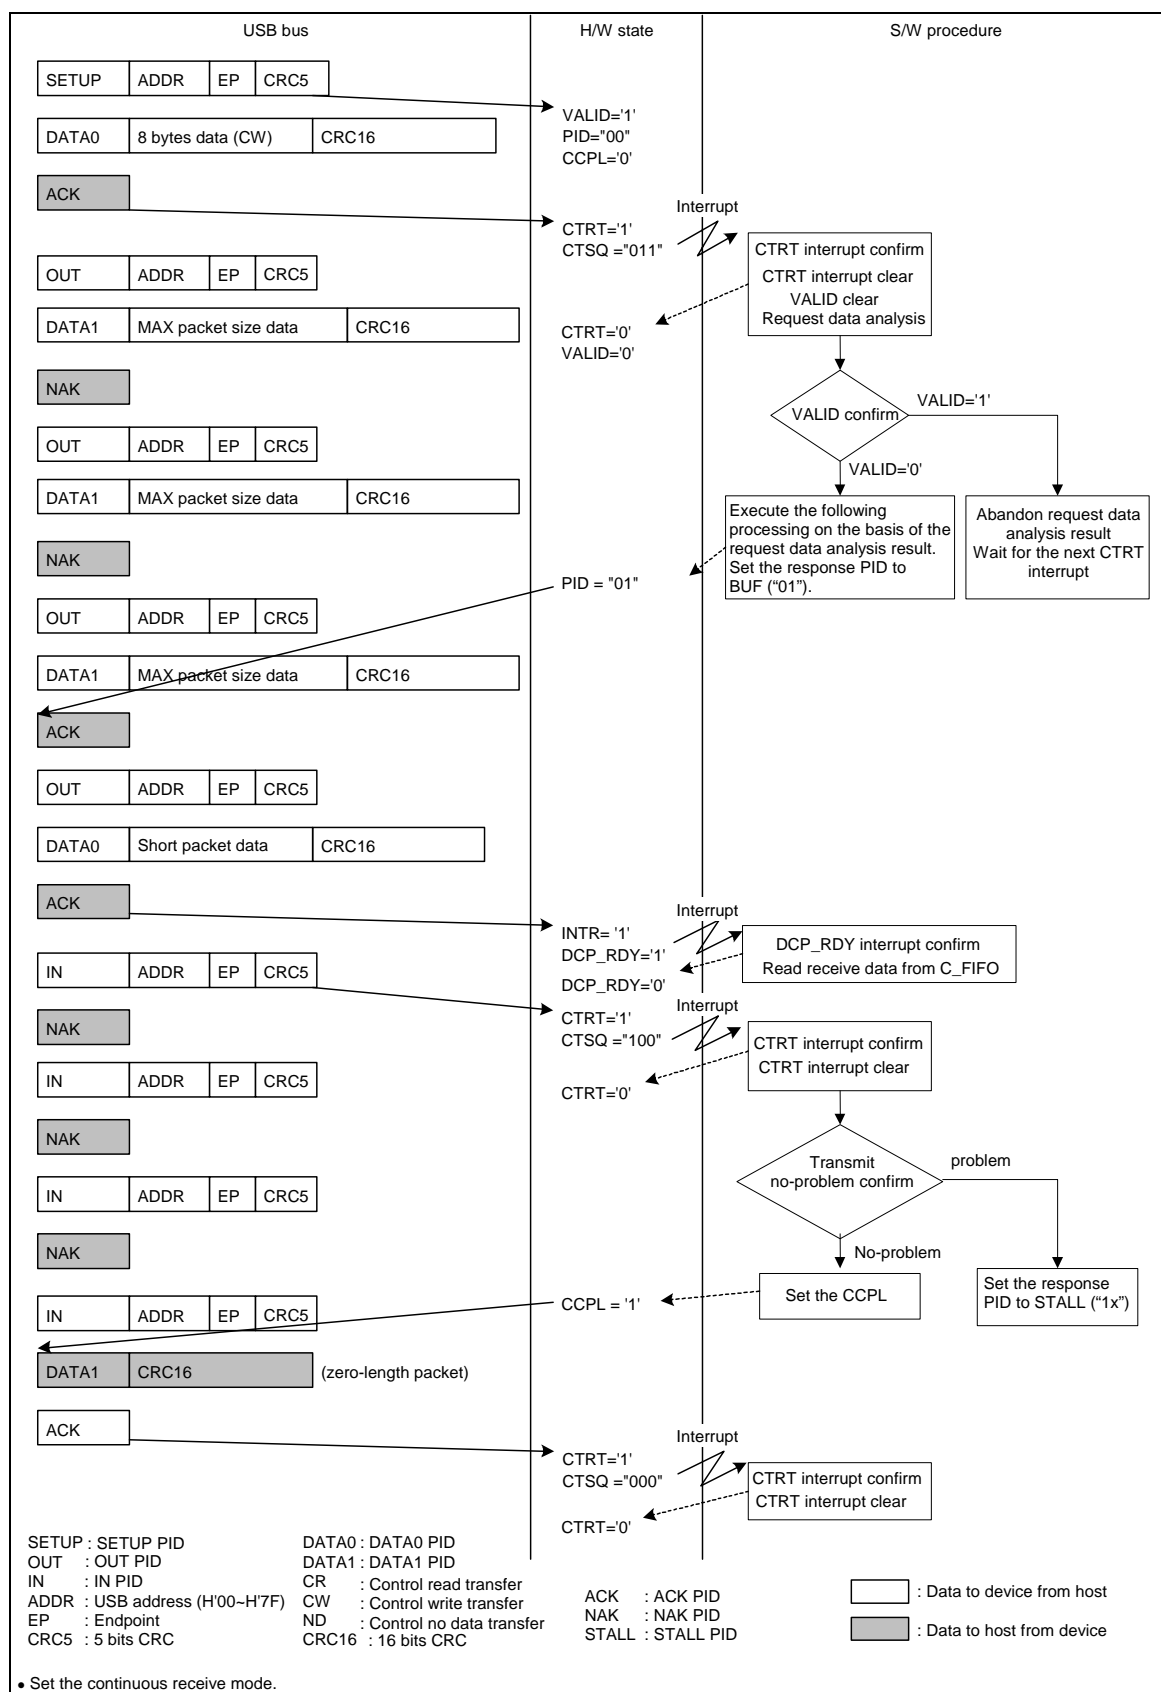 USB bus
H/W state
S/W procedure
SETUP ADDR EP CRC5
VALID='1'
PID="00"
CCPL='0'
DATA0 8 bytes data (CW) CRC16
ACK
Interrupt
CTRT='1'
CTSQ ="011"
CTRT interrupt confirm
CTRT interrupt clear
VALID clear
Request data analysis
OUT ADDR EP CRC5
DATA1 MAX packet size data CRC16
CTRT='0'
VALID='0'
NAK
VALID confirm
VALID='1'
VALID='0'
OUT ADDR EP CRC5
DATA1 MAX packet size data CRC16
Execute the following
processing on the basis of the
request data analysis result.
Set the response PID to
BUF (“01”).
Abandon request data
analysis result
Wait for the next CTRT
interrupt
NAK
PID = "01"
OUT ADDR EP CRC5
DATA1 MAX packet size data CRC16
ACK
OUT ADDR EP CRC5
DATA0 Short packet data CRC16
ACK
Interrupt
INTR= '1'
DCP_RDY='1'
DCP_RDY interrupt confirm
Read receive data from C_FIFO
IN ADDR EP CRC5
DCP_RDY='0'
Interrupt
CTRT='1'
CTSQ ="100"
NAK
CTRT interrupt confirm
CTRT interrupt clear
IN ADDR EP CRC5
CTRT='0'
NAK
Transmit
no-problem confirm
problem
No-problem
IN ADDR EP CRC5
NAK
Set the CCPL
Set the response
PID to STALL (“1x”)
CCPL = '1'
IN ADDR EP CRC5
DATA1 CRC16 (zero-length packet)
ACK
Interrupt
CTRT='1'
CTSQ ="000"
CTRT interrupt confirm
CTRT interrupt clear
CTRT='0'
SETUP : SETUP PID
OUT : OUT PID
IN : IN PID
ADDR : USB address (H'00~H'7F)
EP : Endpoint
CRC5 : 5 bits CRC
DATA0 : DATA0 PID
DATA1 : DATA1 PID
CR : Control read transfer
CW : Control write transfer
ND : Control no data transfer
CRC16 : 16 bits CRC
ACK : ACK PID
NAK : NAK PID
STALL : STALL PID
: Data to device from host
: Data to host from device
• Set the continuous receive mode.